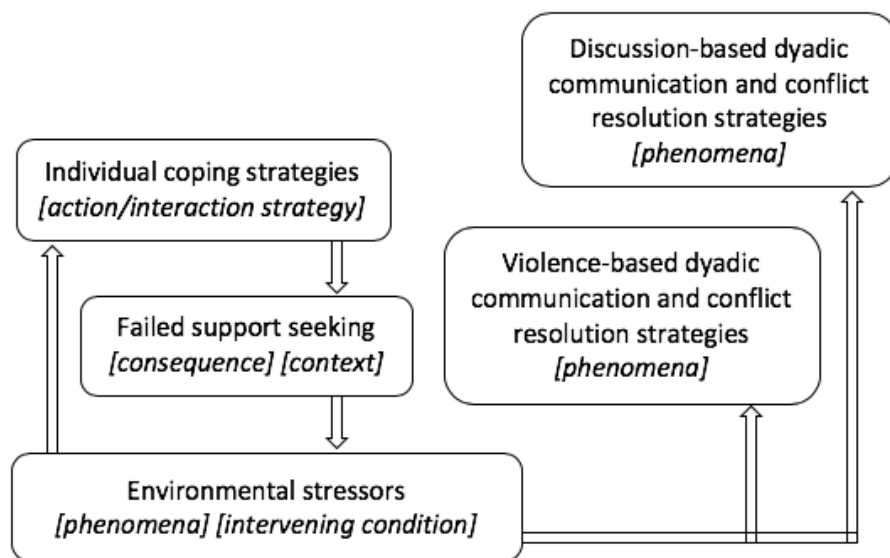 Discussion-based dyadic
communication and conflict
resolution strategies
[phenomena]
Individual coping strategies
[action/interaction strategy]
Violence-based dyadic
communication and conflict
resolution strategies
[phenomena]
Failed support seeking
[consequence] [context]
Environmental stressors
[phenomena] [intervening condition]